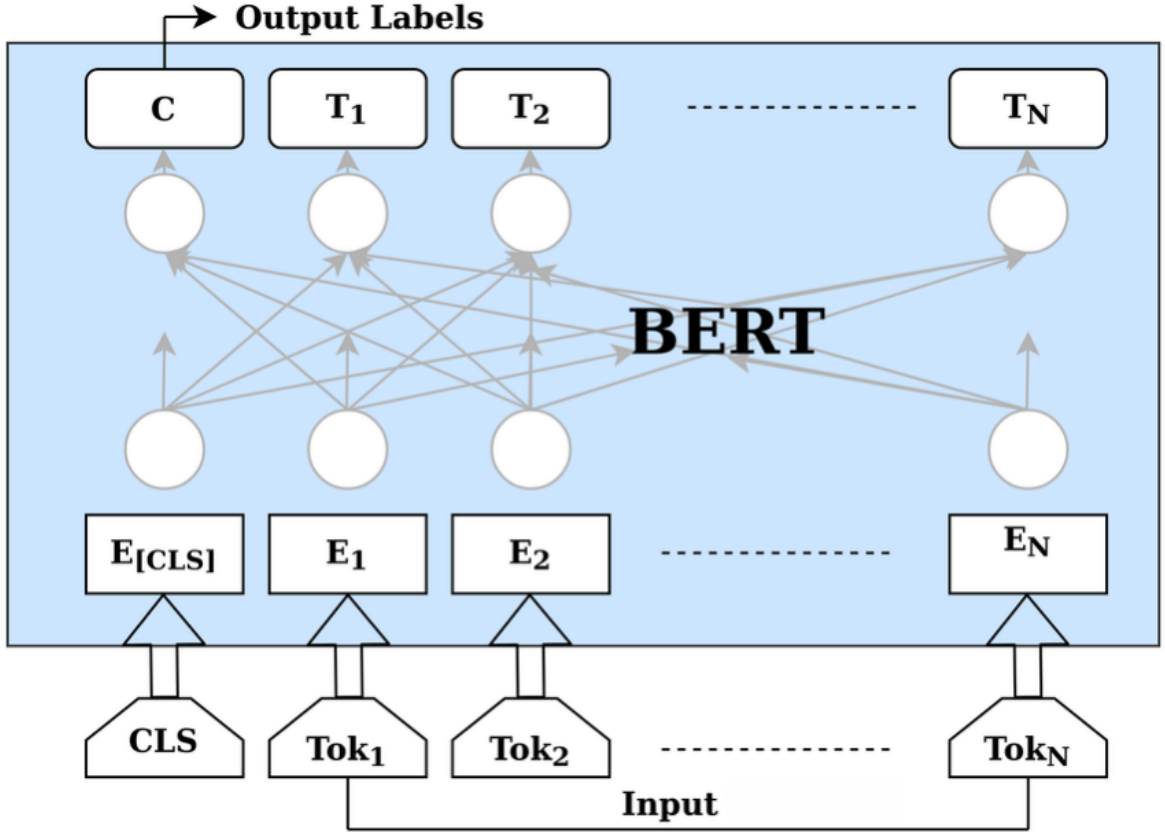 Output Labels
C T1 T2 TN
BERT
E[CLS] E1 E2 EN
CLS Tok1 Tok2 TokN
Input